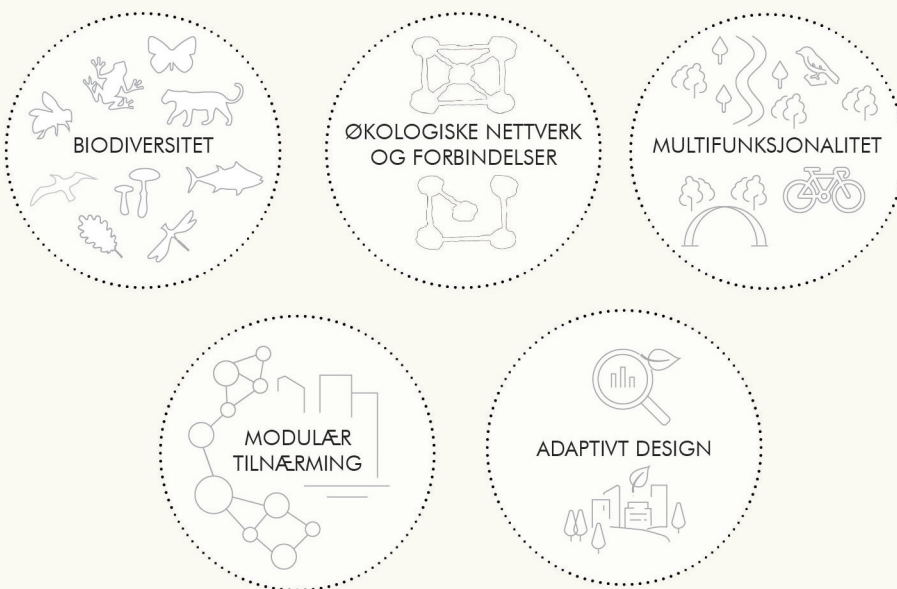 BIODIVERSITET
ØKOLOGISKE NETTVERK
OG FORBINDELSER
MULTIFUNKSJONALITET
MODULÆR
TILNÆRMING
ADAPTIVT DESIGN